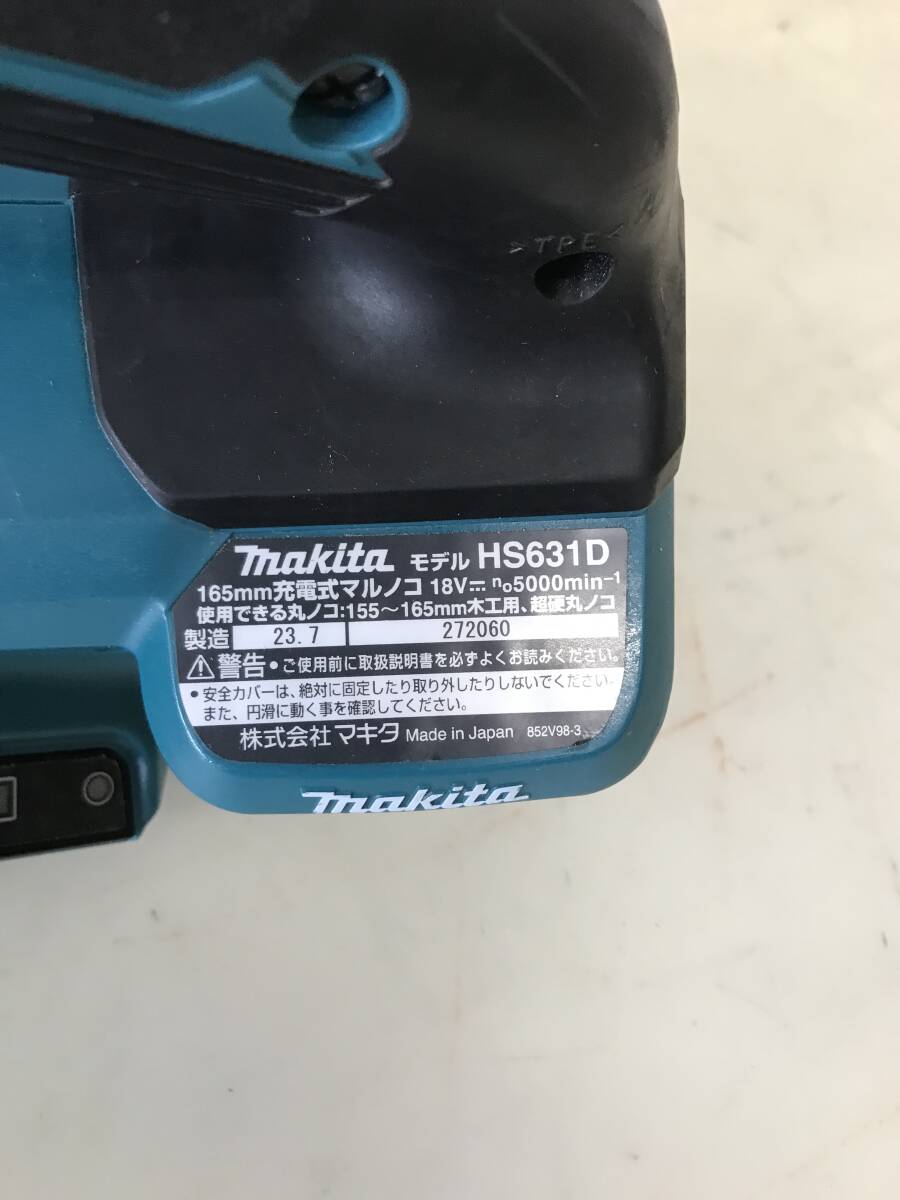 >TPE<
makita モデル HS631D
165mm充電式マルノコ 18V⎓ n₀5000min⁻¹
使用できる丸ノコ:155～165mm木工用、超硬丸ノコ
製造 23.7 272060
⚠警告・ご使用前に取扱説明書を必ずよくお読みください。
・安全カバーは、絶対に固定したり取り外したりしないでください。
また、円滑に動く事を確認してください。
株式会社マキタ Made in Japan 852V98-3
makita